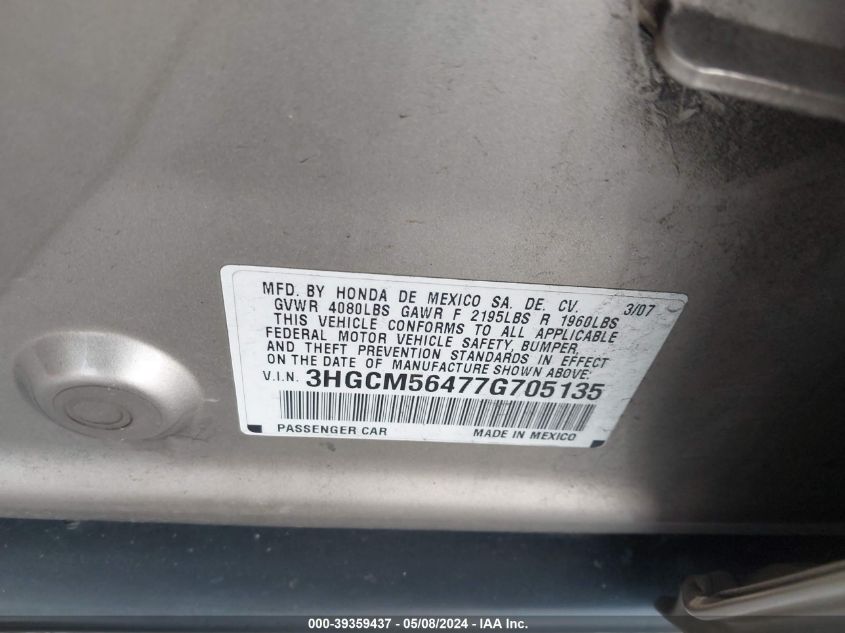 MFD. BY HONDA DE MEXICO SA. DE. CV. 3/07
GVWR 4080LBS GAWR F 2195LBS R 1960LBS
THIS VEHICLE CONFORMS TO ALL APPLICABLE
FEDERAL MOTOR VEHICLE SAFETY, BUMPER,
AND THEFT PREVENTION STANDARDS IN EFFECT
ON THE DATE OF MANUFACTURE SHOWN ABOVE.
V.I.N. 3HGCM56477G705135
PASSENGER CAR MADE IN MEXICO
000-39359437 - 05/08/2024 - IAA Inc.